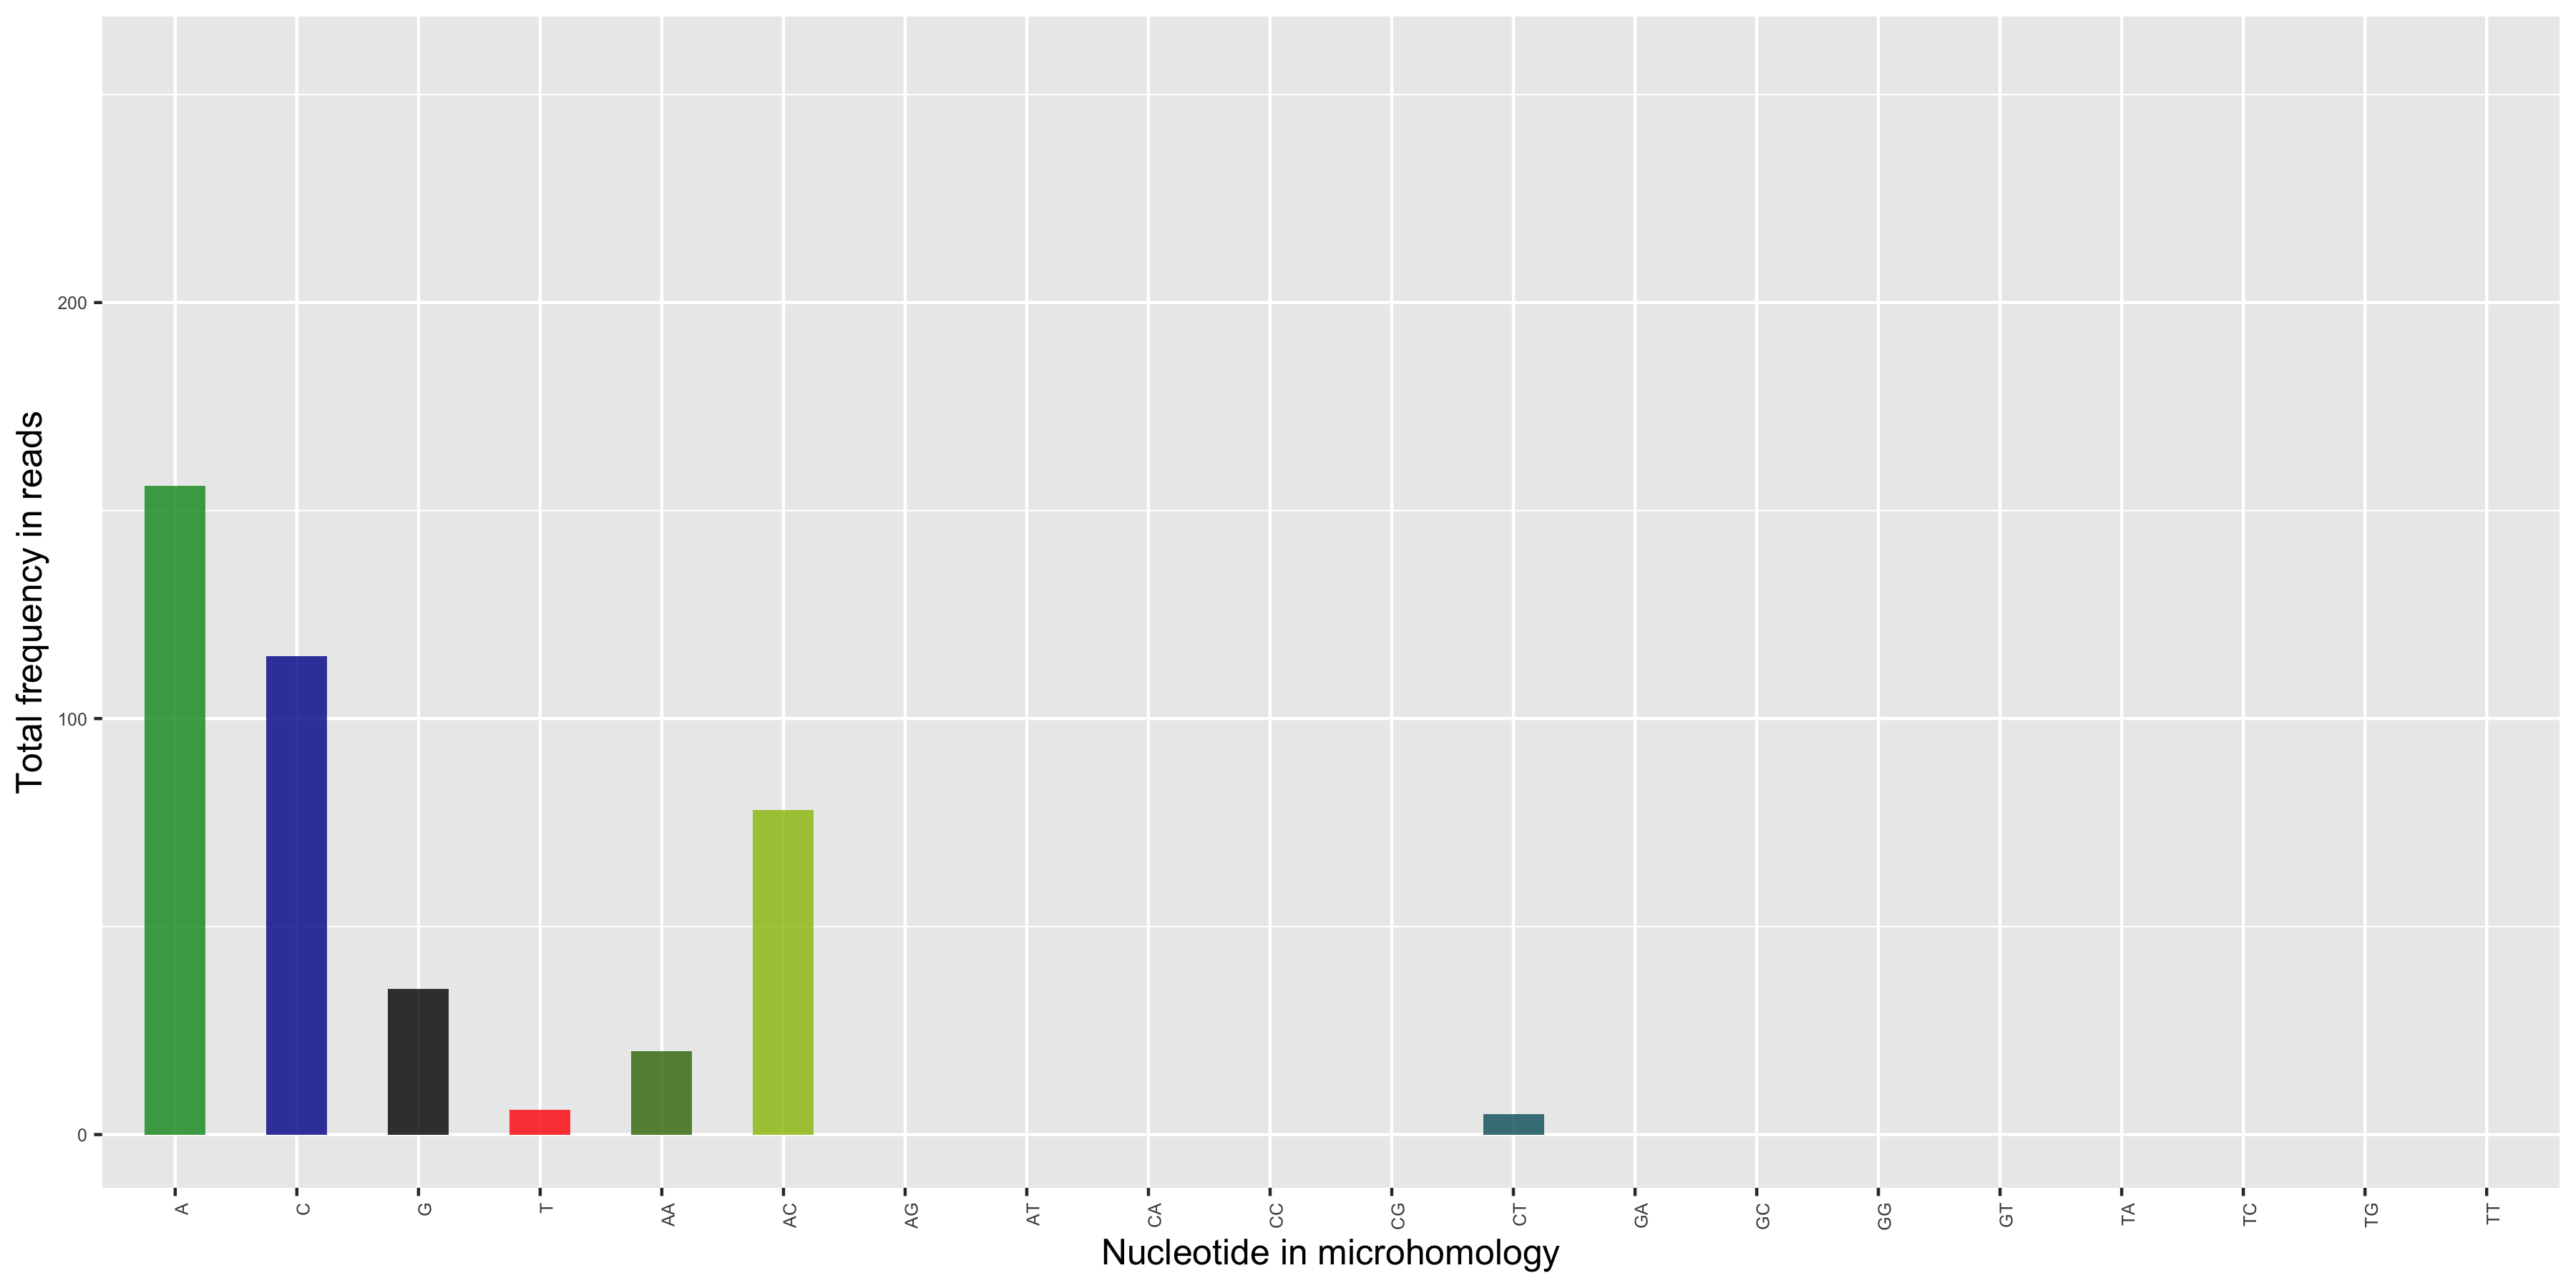 Total frequency in reads
200
100
0
A C G T AA AC AG AT CA CC CG CT GA GC GG GT TA TC TG TT
Nucleotide in microhomology